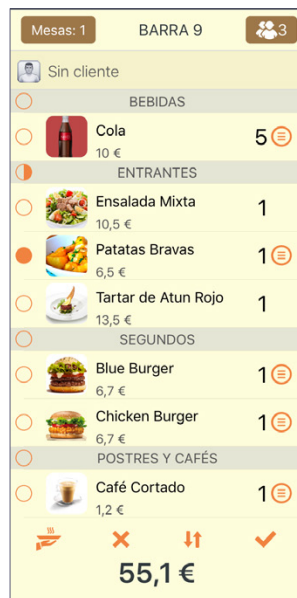 Mesas: 1
BARRA 9
3
Sin cliente
BEBIDAS
Cola
5
10 €
ENTRANTES
Ensalada Mixta
1
10,5 €
Patatas Bravas
1
6,5 €
Tartar de Atun Rojo
1
13,5 €
SEGUNDOS
Blue Burger
1
6,7 €
Chicken Burger
1
6,7 €
POSTRES Y CAFÉS
Café Cortado
1
1,2 €
55,1 €